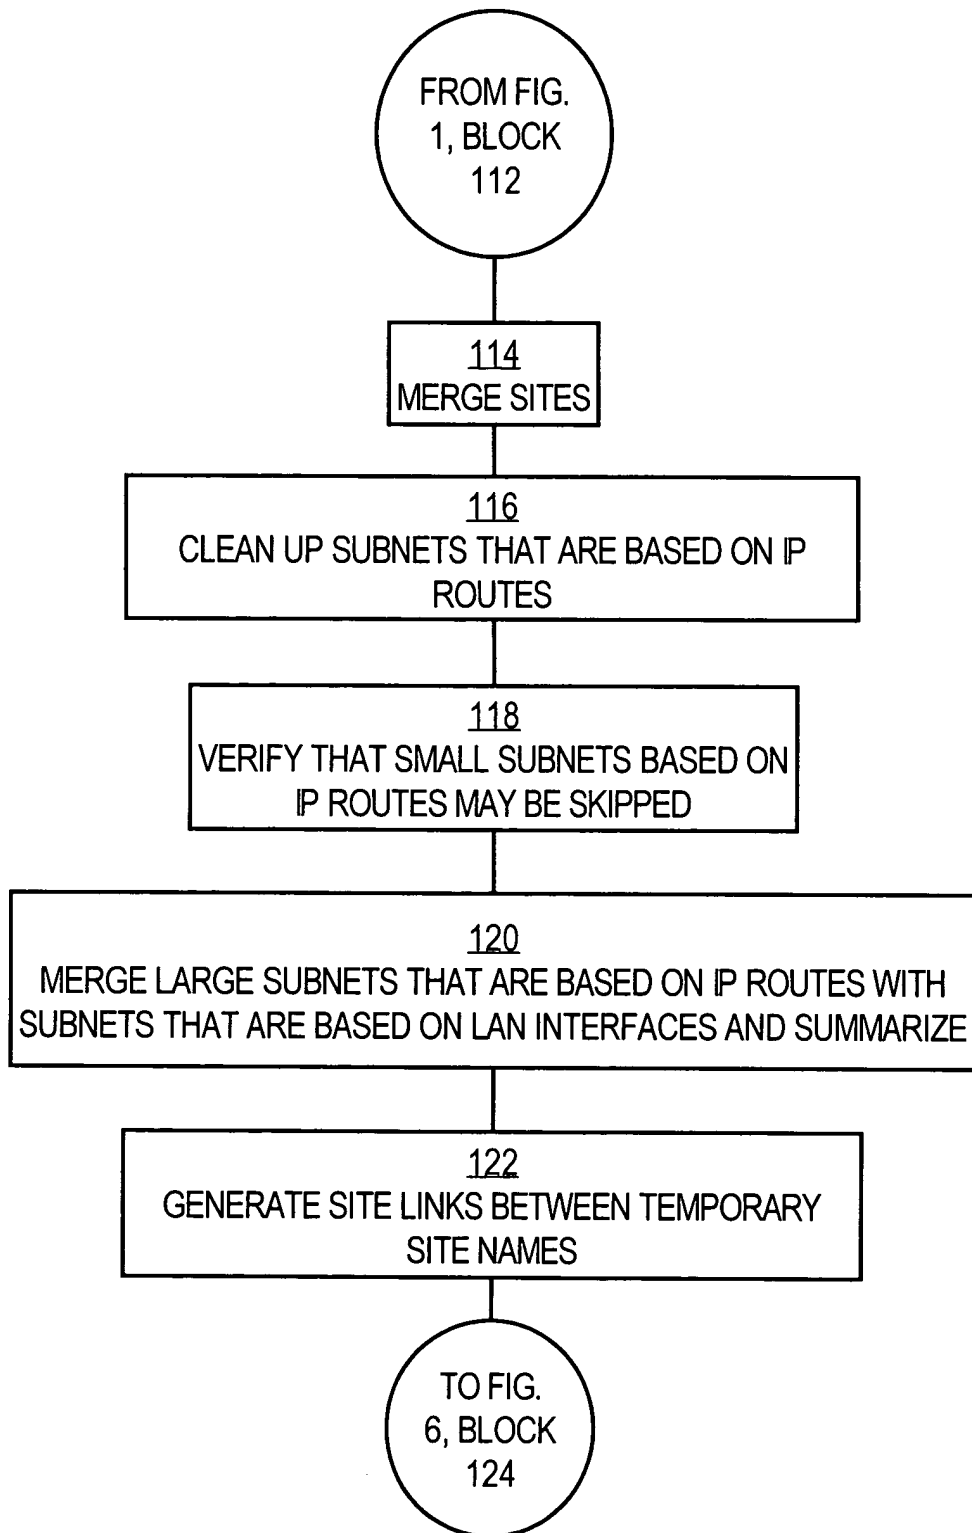 FROM FIG.
1, BLOCK
112
114
MERGE SITES
116
CLEAN UP SUBNETS THAT ARE BASED ON IP
ROUTES
118
VERIFY THAT SMALL SUBNETS BASED ON
IP ROUTES MAY BE SKIPPED
120
MERGE LARGE SUBNETS THAT ARE BASED ON IP ROUTES WITH
SUBNETS THAT ARE BASED ON LAN INTERFACES AND SUMMARIZE
122
GENERATE SITE LINKS BETWEEN TEMPORARY
SITE NAMES
TO FIG.
6, BLOCK
124